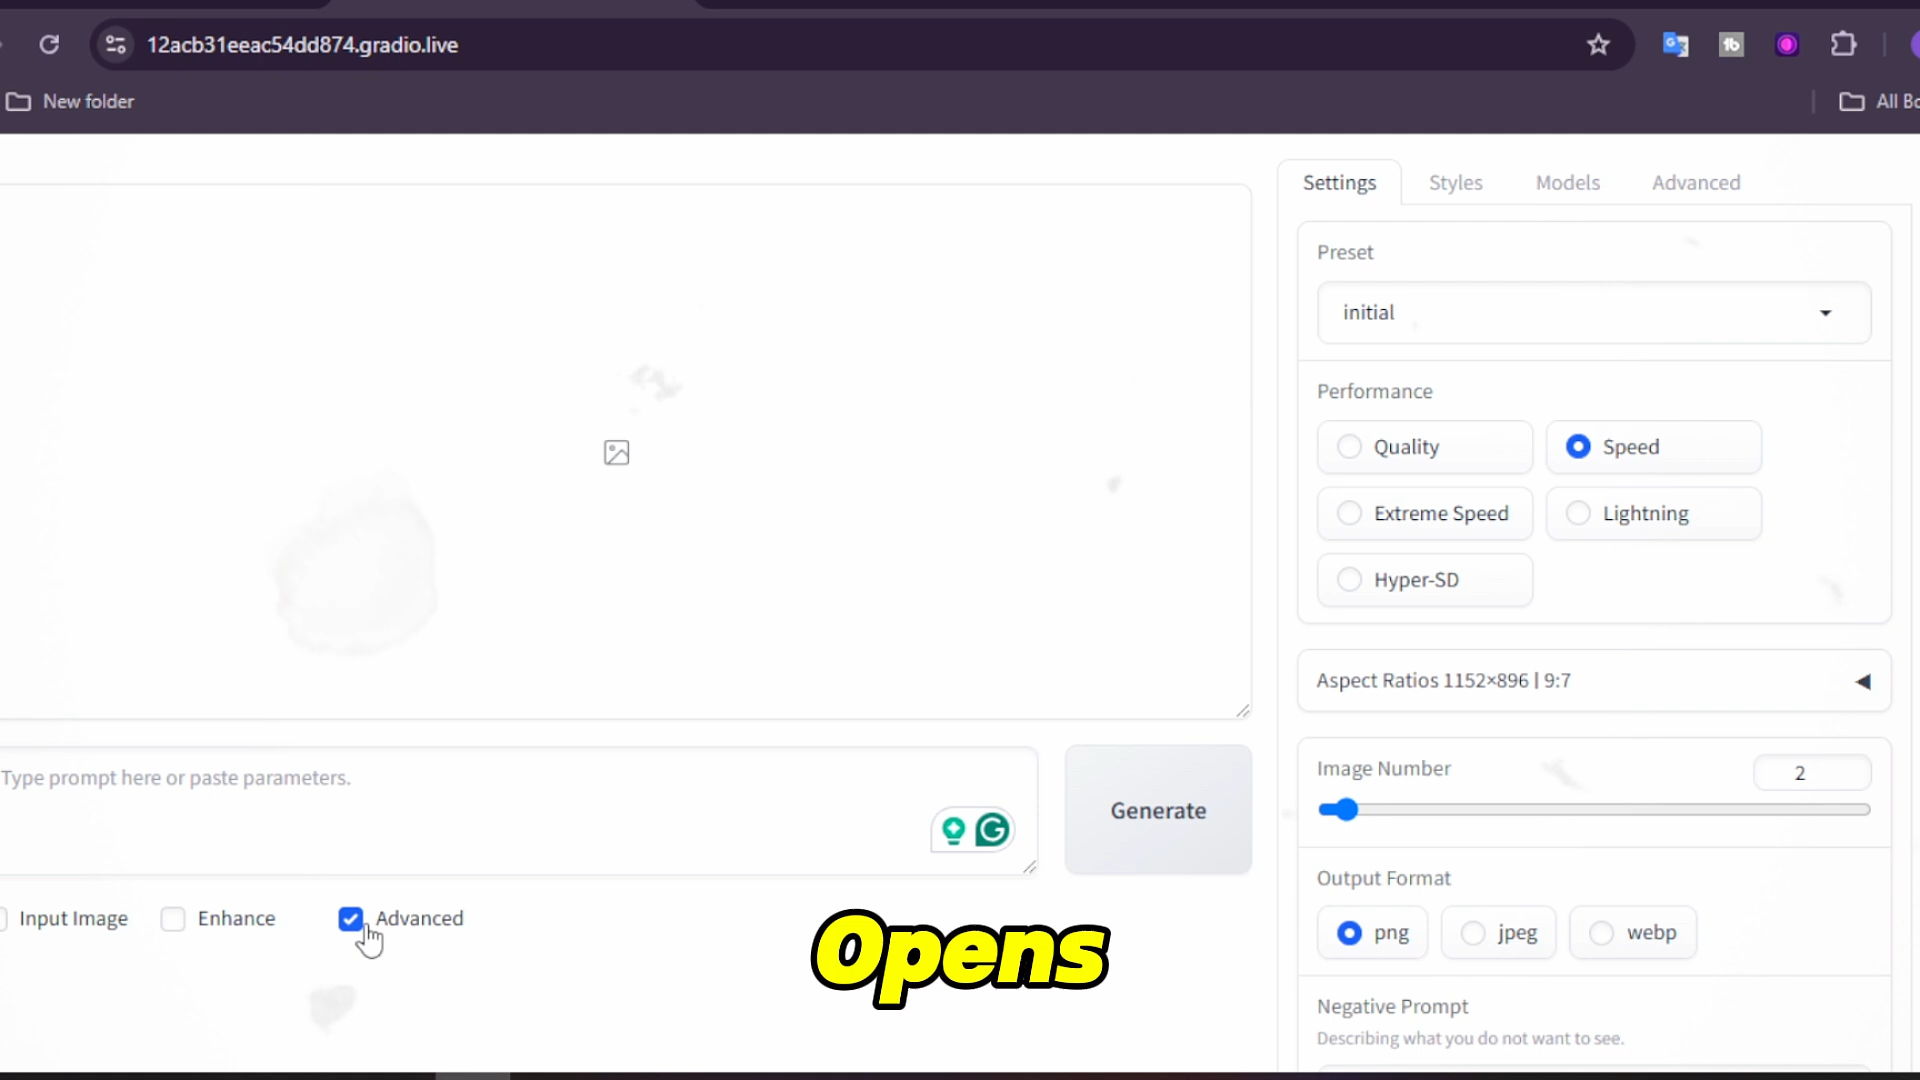 12acb31eeac54dd874.gradio.live
New folder
Settings Styles Models Advanced
Preset
initial
Performance
Quality Speed
Extreme Speed Lightning
Hyper-SD
Aspect Ratios 1152×896 | 9:7
Image Number 2
Type prompt here or paste parameters.
Generate
Output Format
png jpeg webp
Input Image Enhance Advanced
Opens
Negative Prompt
Describing what you do not want to see.